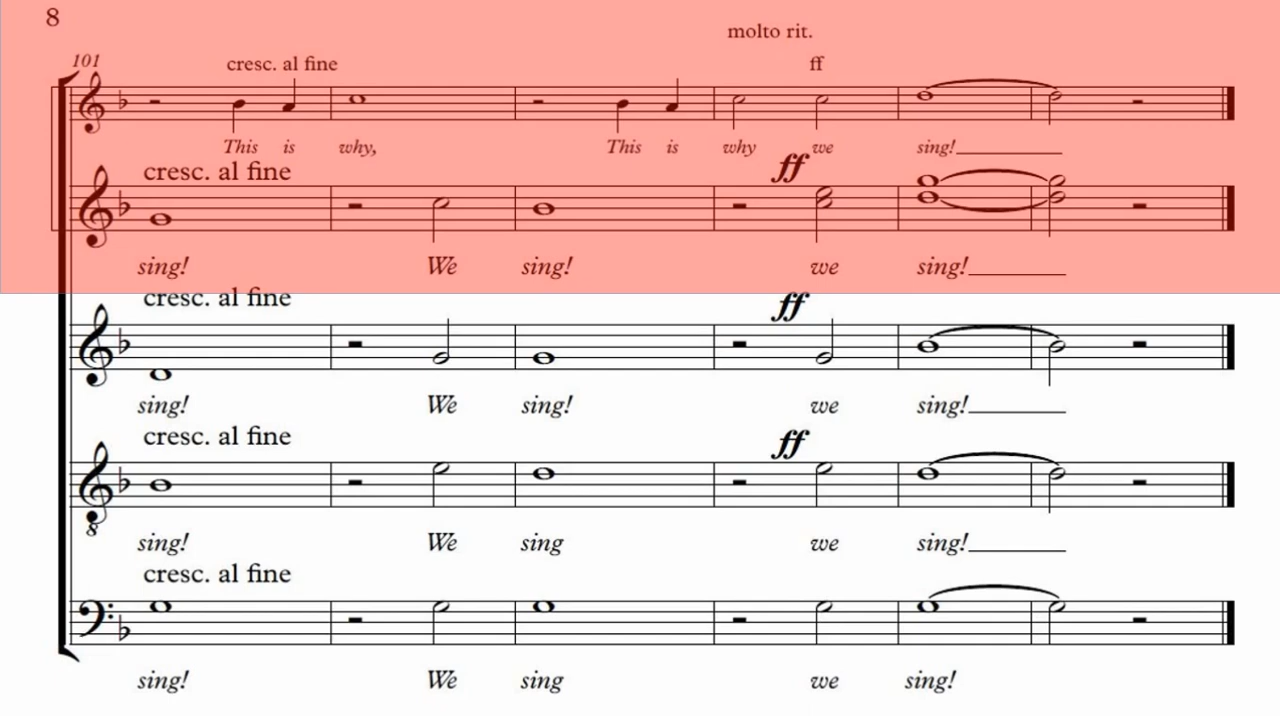 8
molto rit.
101
cresc. al fine ff
This is why, This is why we sing!
cresc. al fine ff
sing! We sing! we sing!
cresc. al fine ff
sing! We sing! we sing!
cresc. al fine ff
8
sing! We sing we sing!
cresc. al fine
sing! We sing we sing!